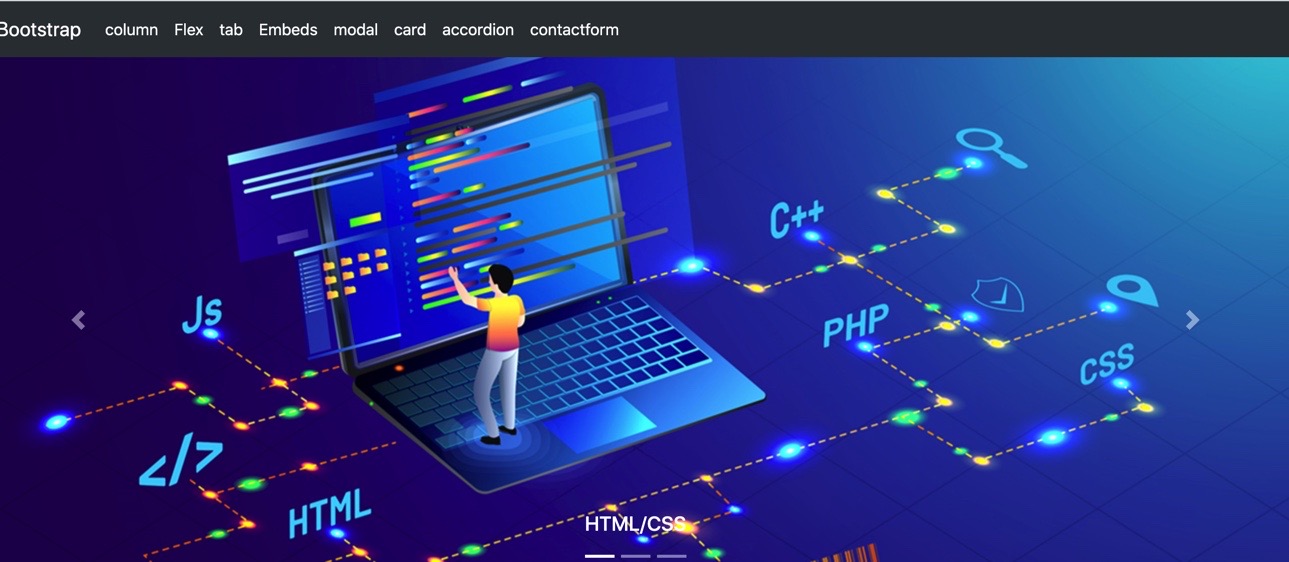 Bootstrap column Flex tab Embeds modal card accordion contactform
C++
Js
PHP
CSS
</>
HTML
HTML/CSS